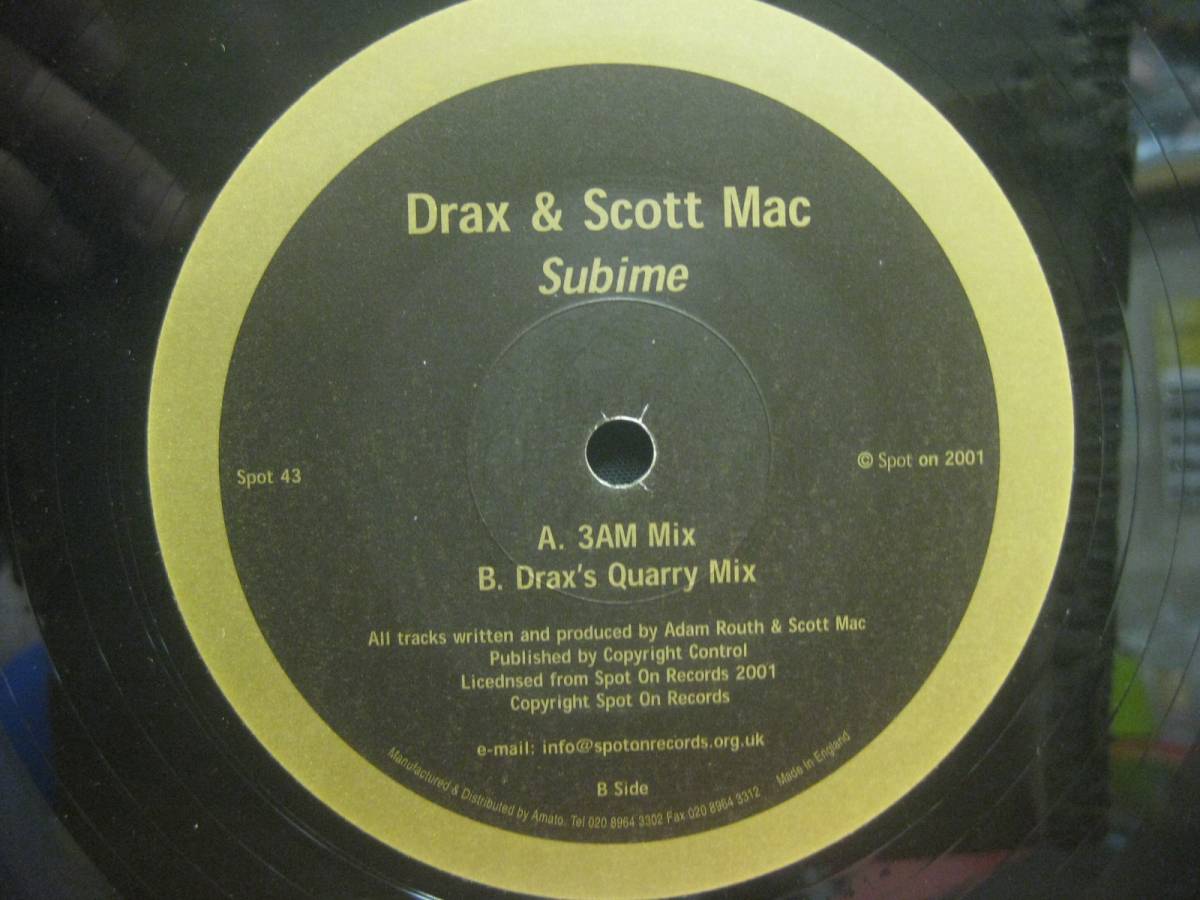 Drax & Scott Mac
Subime
Spot 43
© Spot on 2001
A. 3AM Mix
B. Drax's Quarry Mix
All tracks written and produced by Adam Routh & Scott Mac
Published by Copyright Control
Licednsed from Spot On Records 2001
Copyright Spot On Records
e-mail: info@spotonrecords.org.uk
B Side
Manufactured & Distributed by Amato. Tel 020 8964 3302 Fax 020 8964 3312 Made in England